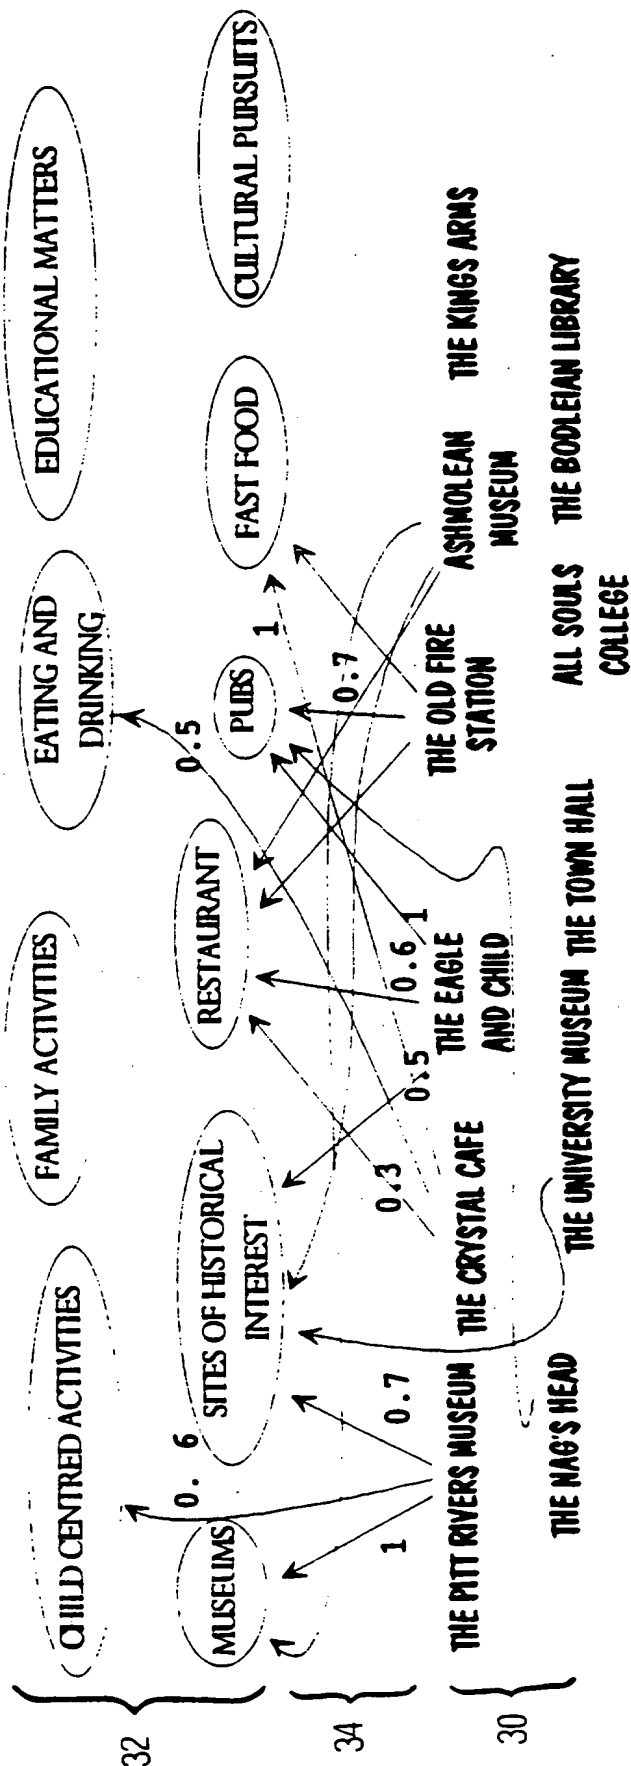 CHILD CENTRED ACTIVITIES
FAMILY ACTIVITIES
EATING AND
DRINKING
EDUCATIONAL MATTERS
32
MUSEUMS
SITES OF HISTORICAL
INTEREST
RESTAURANT
PUBS
FAST FOOD
CULTURAL PURSUITS
0. 6
0.5
1
34
1
0.7
0.3
0.5
0.6
1
0.7
30
THE PITT RIVERS MUSEUM
THE CRYSTAL CAFE
THE EAGLE
AND CHILD
THE OLD FIRE
STATION
ASHMOLEAN
MUSEUM
THE KINGS ARMS
THE NAG'S HEAD
THE UNIVERSITY MUSEUM
THE TOWN HALL
ALL SOULS
COLLEGE
THE BODLEIAN LIBRARY